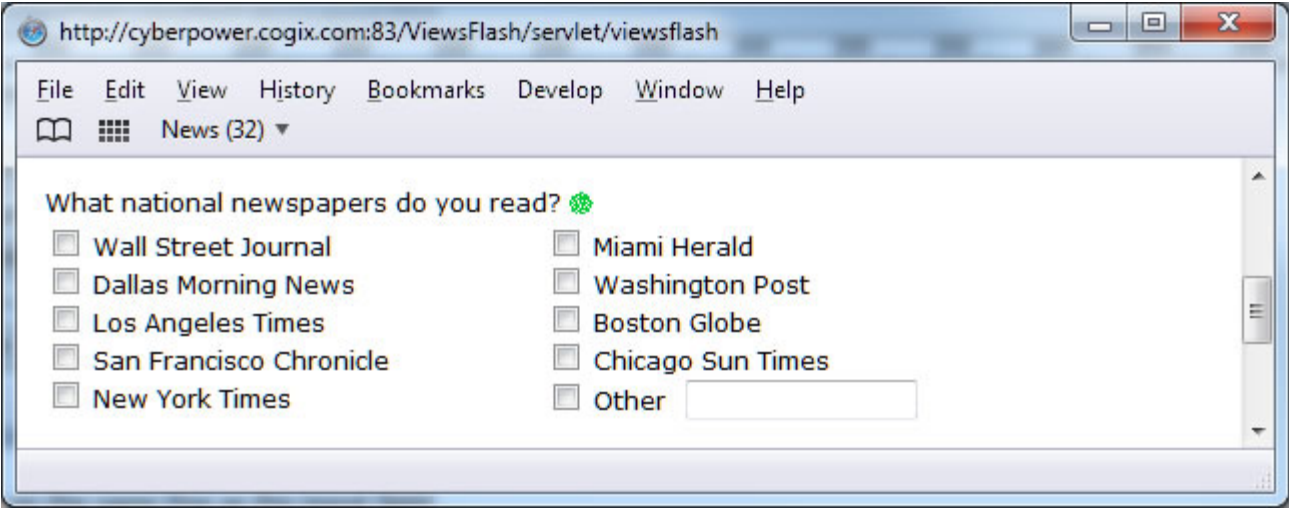 http://cyberpower.cogix.com:83/ViewsFlash/servlet/viewsflash
File Edit View History Bookmarks Develop Window Help
News (32)
What national newspapers do you read?
Wall Street Journal
Dallas Morning News
Los Angeles Times
San Francisco Chronicle
New York Times
Miami Herald
Washington Post
Boston Globe
Chicago Sun Times
Other